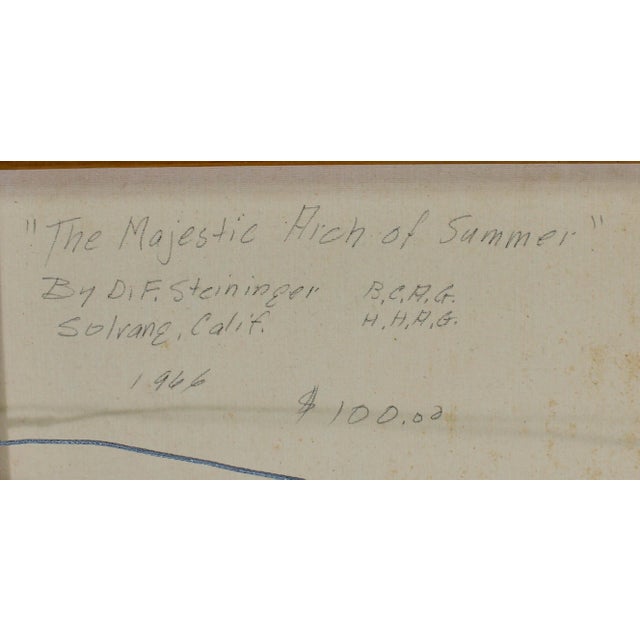 "The Majestic Arch of Summer"
By D.F. Steininger B.C.A.G.
Solvang, Calif. H.H.A.G.
1966
$100.00